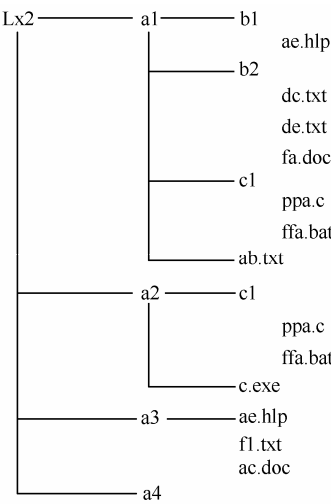 Lx2 a1 b1
ae.hlp
b2
dc.txt
de.txt
fa.doc
c1
ppa.c
ffa.bat
ab.txt
a2 c1
ppa.c
ffa.bat
c.exe
a3 ae.hlp
f1.txt
ac.doc
a4